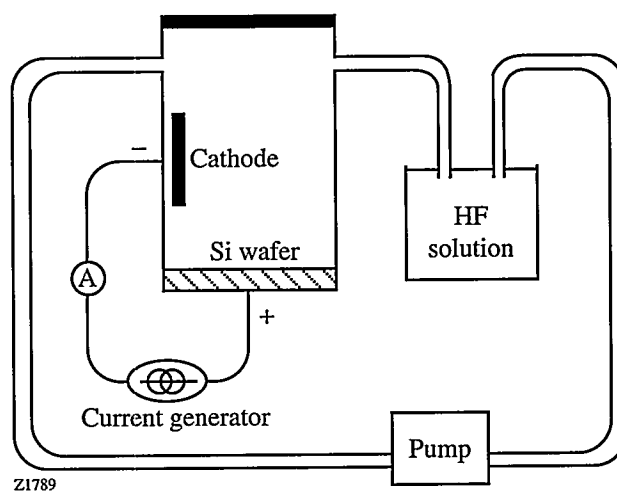 −
Cathode
HF
solution
Si wafer
A
+
Current generator
Pump
Z1789